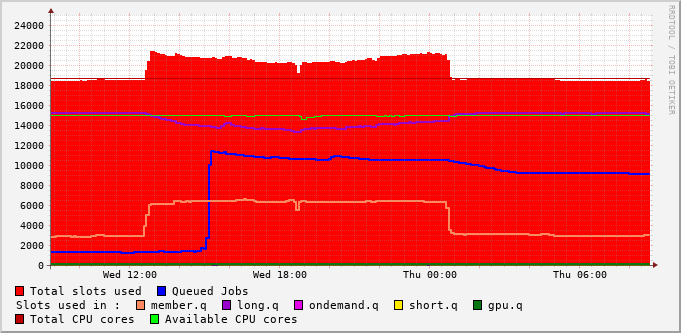 24000
22000
20000
18000
16000
14000
12000
10000
8000
6000
4000
2000
0
Wed 12:00 Wed 18:00 Thu 00:00 Thu 06:00
RRDTOOL / TOBI OETIKER
Total slots used Queued Jobs
Slots used in : member.q long.q ondemand.q short.q gpu.q
Total CPU cores Available CPU cores